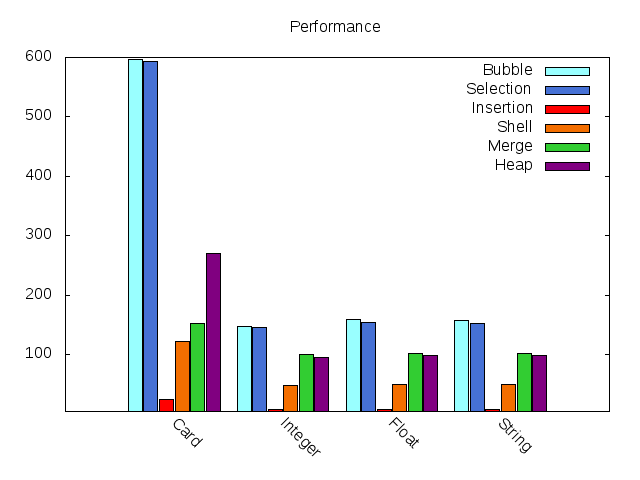 Performance
600
500
400
300
200
100
Bubble
Selection
Insertion
Shell
Merge
Heap
Card
Integer
Float
String